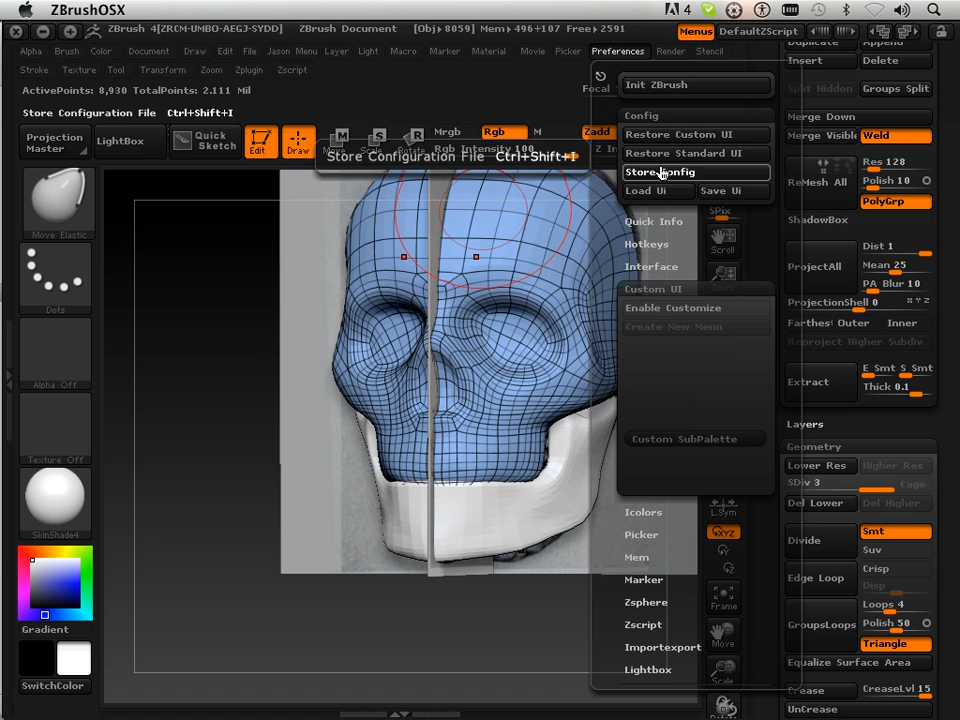 ZBrushOSX
4
ZBrush 4[ZRCM-UMBO-AEGJ-SYDD] ZBrush Document [Obj> 8059] Mem>496+107 Free>2591 Menus DefaultZScript
Alpha Brush Color Document Draw Edit File Jason Menu Layer Light Macro Marker Material Movie Picker Preferences Render Stencil
Stroke Texture Tool Transform Zoom Zplugin Zscript
ActivePoints: 8,930 TotalPoints: 2.111 Mil
Store Configuration File Ctrl+Shift+I
Projection Master
LightBox
Quick Sketch
Edit
Draw
Move
Scale
Rotate
Mrgb Rgb M Zadd
Rgb Intensity 100
Z In
Focal
Store Configuration File Ctrl+Shift+I
Move Elastic
Dots
Alpha Off
Texture Off
SkinShade4
Gradient
SwitchColor
Init ZBrush
Config
Restore Custom UI
Restore Standard UI
Store Config
Load Ui Save Ui
Quick Info
Hotkeys
Interface
Custom UI
Enable Customize
Create New Menu
Custom SubPalette
Icolors
Picker
Mem
Marker
Zsphere
Zscript
Importexport
Lightbox
SPix
Scroll
L.Sym
XYZ
Frame
Move
Scale
Duplicate Append
Insert Delete
Split Hidden Groups Split
Merge Down
Merge Visible Weld
ReMesh All
Res 128
Polish 10
PolyGrp
ShadowBox
ProjectAll
Dist 1
Mean 25
PA Blur 10
ProjectionShell 0
Farthest Outer Inner
Reproject Higher Subdiv
Extract
E Smt S Smt
Thick 0.1
Layers
Geometry
Lower Res Higher Res
SDiv 3 Cage
Del Lower Del Higher
Divide
Smt
Suv
Edge Loop
Crisp
Disp
GroupsLoops
Loops 4
Polish 50
Triangle
Equalize Surface Area
Crease CreaseLvl 15
UnCrease